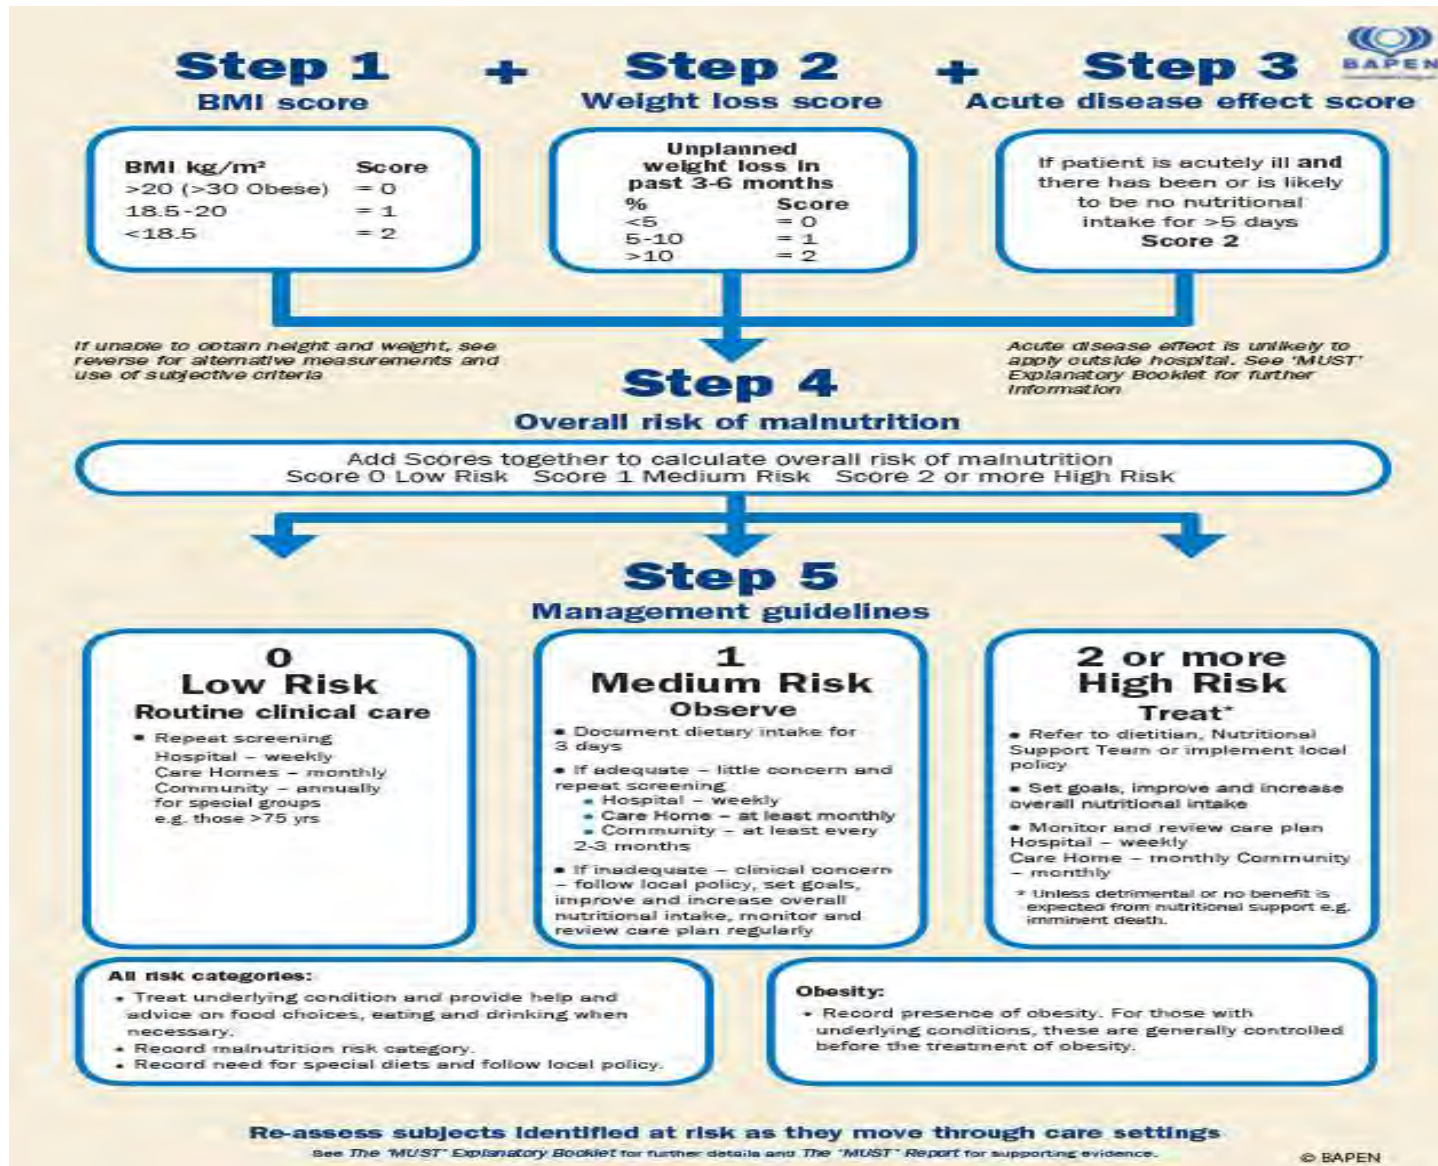 Step 1 + Step 2 + Step 3
BAPEN
BMI score
Weight loss score
Acute disease effect score
BMI kg/m² Score
>20 (>30 Obese) = 0
18.5-20 = 1
<18.5 = 2
Unplanned
weight loss in
past 3-6 months
% Score
<5 = 0
5-10 = 1
>10 = 2
If patient is acutely ill and
there has been or is likely
to be no nutritional
intake for >5 days
Score 2
If unable to obtain height and weight, see
reverse for alternative measurements and
use of subjective criteria
Acute disease effect is unlikely to
apply outside hospital. See 'MUST'
Explanatory Booklet for further
information
Step 4
Overall risk of malnutrition
Add Scores together to calculate overall risk of malnutrition
Score 0 Low Risk Score 1 Medium Risk Score 2 or more High Risk
Step 5
Management guidelines
0
Low Risk
Routine clinical care
• Repeat screening
Hospital – weekly
Care Homes – monthly
Community – annually
for special groups
e.g. those >75 yrs
1
Medium Risk
Observe
• Document dietary intake for
3 days
• If adequate – little concern and
repeat screening
• Hospital – weekly
• Care Home – at least monthly
• Community – at least every
2-3 months
• If inadequate – clinical concern
– follow local policy, set goals,
improve and increase overall
nutritional intake, monitor and
review care plan regularly
2 or more
High Risk
Treat*
• Refer to dietitian, Nutritional
Support Team or implement local
policy
• Set goals, improve and increase
overall nutritional intake
• Monitor and review care plan
Hospital – weekly
Care Home – monthly Community
– monthly
* Unless detrimental or no benefit is
expected from nutritional support e.g.
imminent death.
All risk categories:
• Treat underlying condition and provide help and
advice on food choices, eating and drinking when
necessary.
• Record malnutrition risk category.
• Record need for special diets and follow local policy.
Obesity:
• Record presence of obesity. For those with
underlying conditions, these are generally controlled
before the treatment of obesity.
Re-assess subjects identified at risk as they move through care settings
See The 'MUST' Explanatory Booklet for further details and The 'MUST' Report for supporting evidence.
© BAPEN